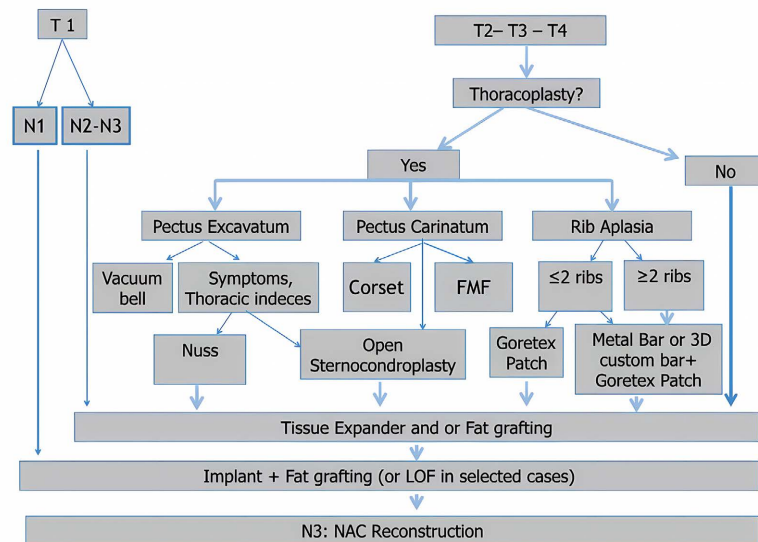 T 1
T2– T3 – T4
Thoracoplasty?
N1
N2-N3
Yes
No
Pectus Excavatum
Pectus Carinatum
Rib Aplasia
Vacuum
bell
Symptoms,
Thoracic indeces
Corset
FMF
≤2 ribs
≥2 ribs
Nuss
Open
Sternocondroplasty
Goretex
Patch
Metal Bar or 3D
custom bar+
Goretex Patch
Tissue Expander and or Fat grafting
Implant + Fat grafting (or LOF in selected cases)
N3: NAC Reconstruction